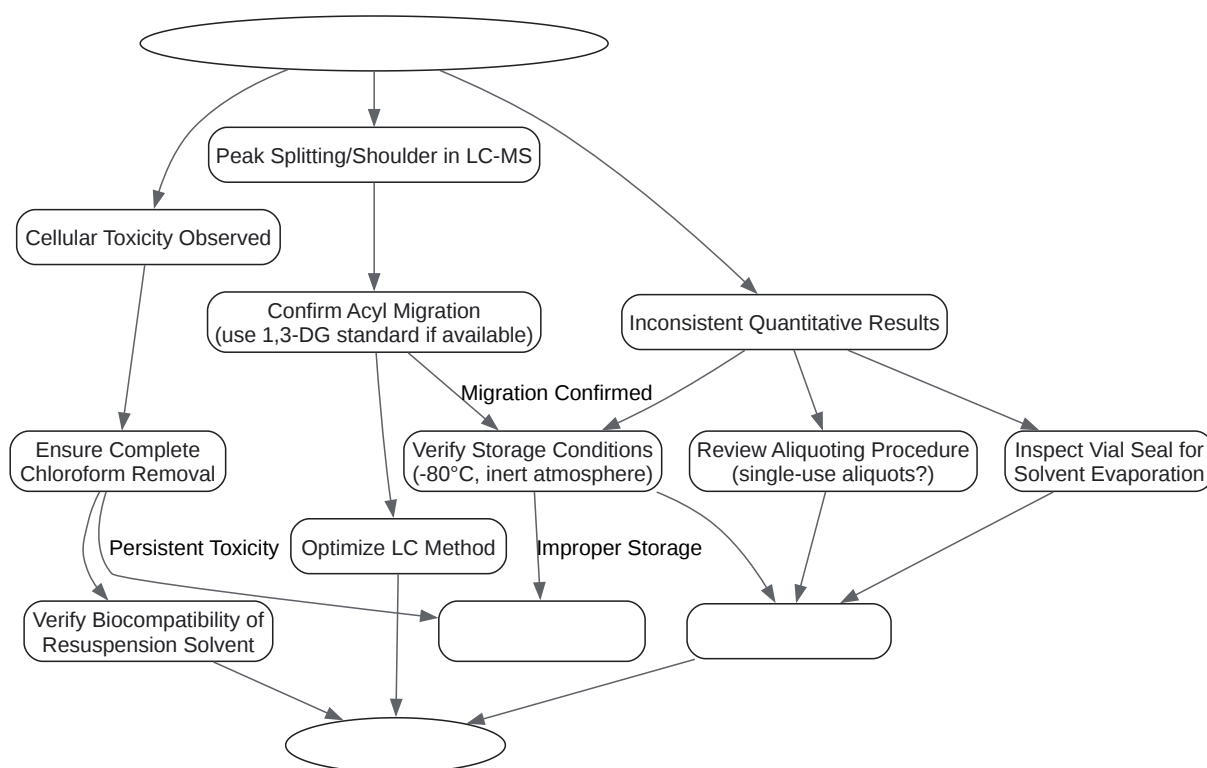 Peak Splitting/Shoulder in LC-MS
Cellular Toxicity Observed
Confirm Acyl Migration
(use 1,3-DG standard if available)
Inconsistent Quantitative Results
Migration Confirmed
Ensure Complete
Chloroform Removal
Verify Storage Conditions
(-80°C, inert atmosphere)
Review Aliquoting Procedure
(single-use aliquots?)
Inspect Vial Seal for
Solvent Evaporation
Persistent Toxicity
Optimize LC Method
Improper Storage
Verify Biocompatibility of
Resuspension Solvent